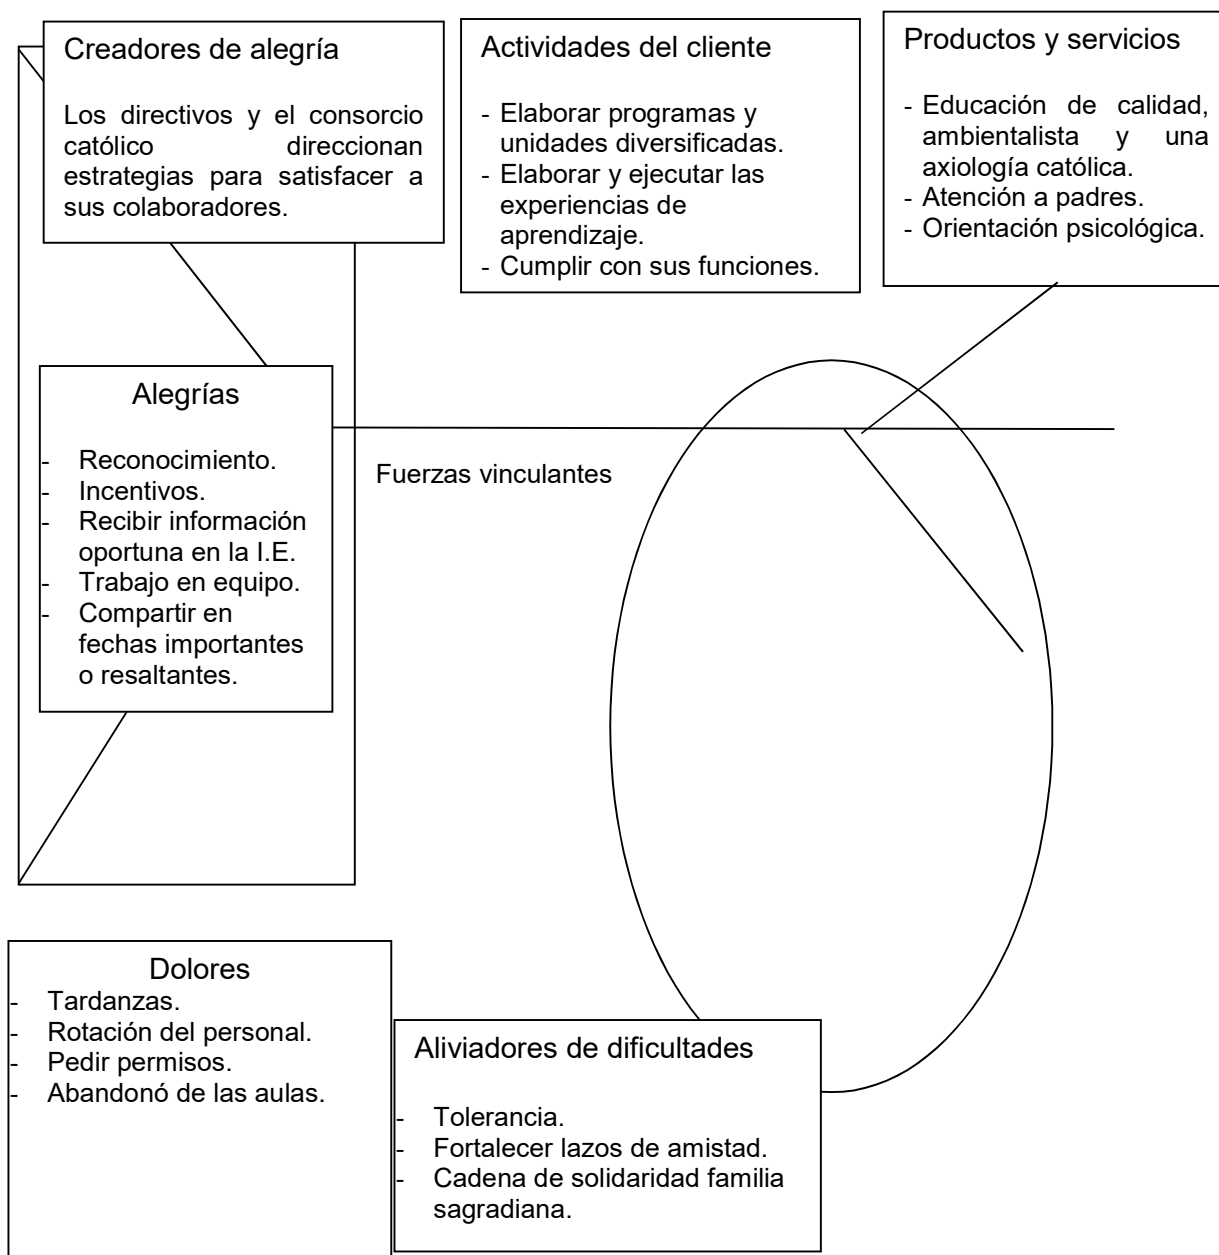 Creadores de alegría
Los directivos y el consorcio
católico direccionan
estrategias para satisfacer a
sus colaboradores.
Actividades del cliente
- Elaborar programas y
unidades diversificadas.
- Elaborar y ejecutar las
experiencias de
aprendizaje.
- Cumplir con sus funciones.
Productos y servicios
- Educación de calidad,
ambientalista y una
axiología católica.
- Atención a padres.
- Orientación psicológica.
Alegrías
- Reconocimiento.
- Incentivos.
- Recibir información
oportuna en la I.E.
- Trabajo en equipo.
- Compartir en
fechas importantes
o resaltantes.
Fuerzas vinculantes
Dolores
- Tardanzas.
- Rotación del personal.
- Pedir permisos.
- Abandonó de las aulas.
Aliviadores de dificultades
- Tolerancia.
- Fortalecer lazos de amistad.
- Cadena de solidaridad familia
sagradiana.